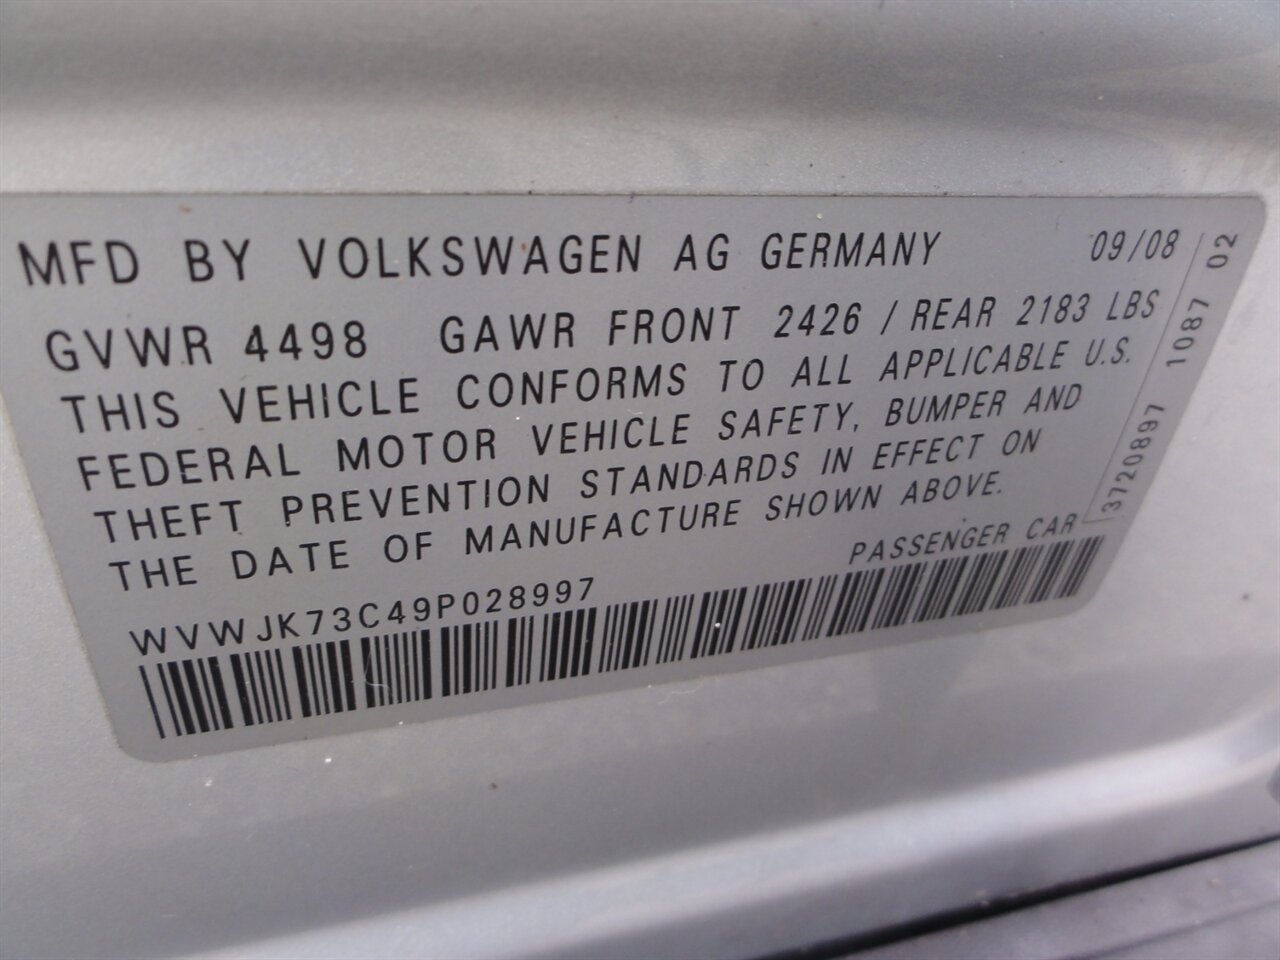 MFD BY VOLKSWAGEN AG GERMANY 09/08
GVWR 4498 GAWR FRONT 2426 / REAR 2183 LBS
THIS VEHICLE CONFORMS TO ALL APPLICABLE U.S.
FEDERAL MOTOR VEHICLE SAFETY, BUMPER AND
THEFT PREVENTION STANDARDS IN EFFECT ON
THE DATE OF MANUFACTURE SHOWN ABOVE.
PASSENGER CAR
WVWJK73C49P028997
3720897 1087 02